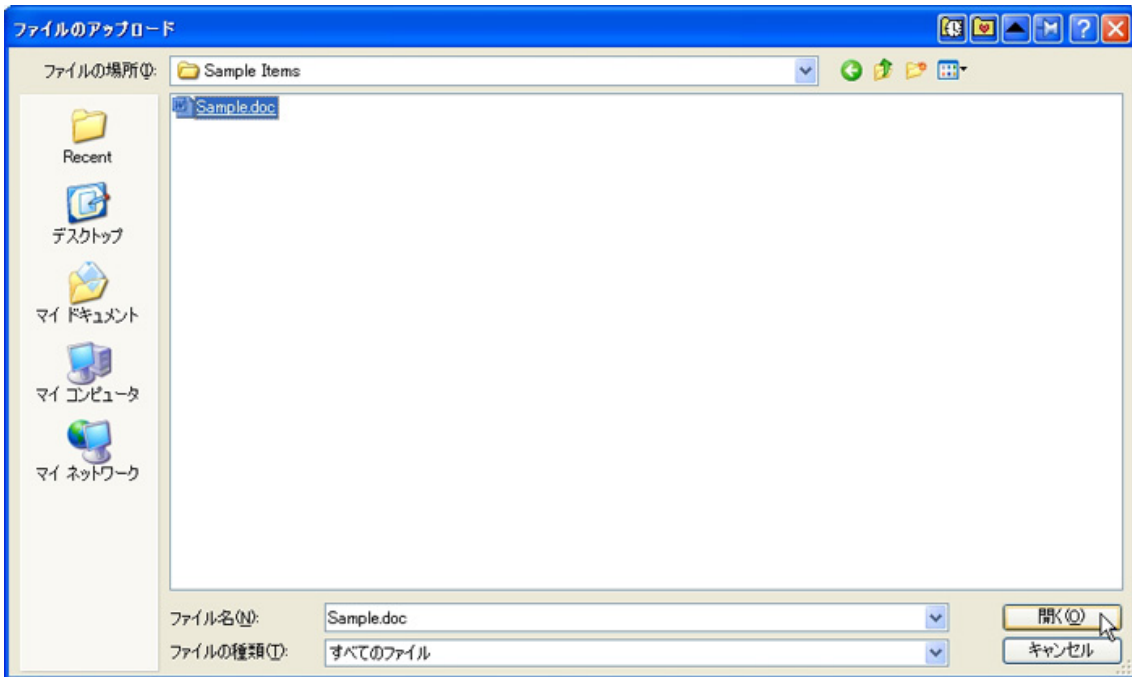 ファイルのアップロード
ファイルの場所(I):
Sample Items
Sample.doc
Recent
デスクトップ
マイ ドキュメント
マイ コンピュータ
マイ ネットワーク
ファイル名(N):
Sample.doc
開く(O)
ファイルの種類(T):
すべてのファイル
キャンセル